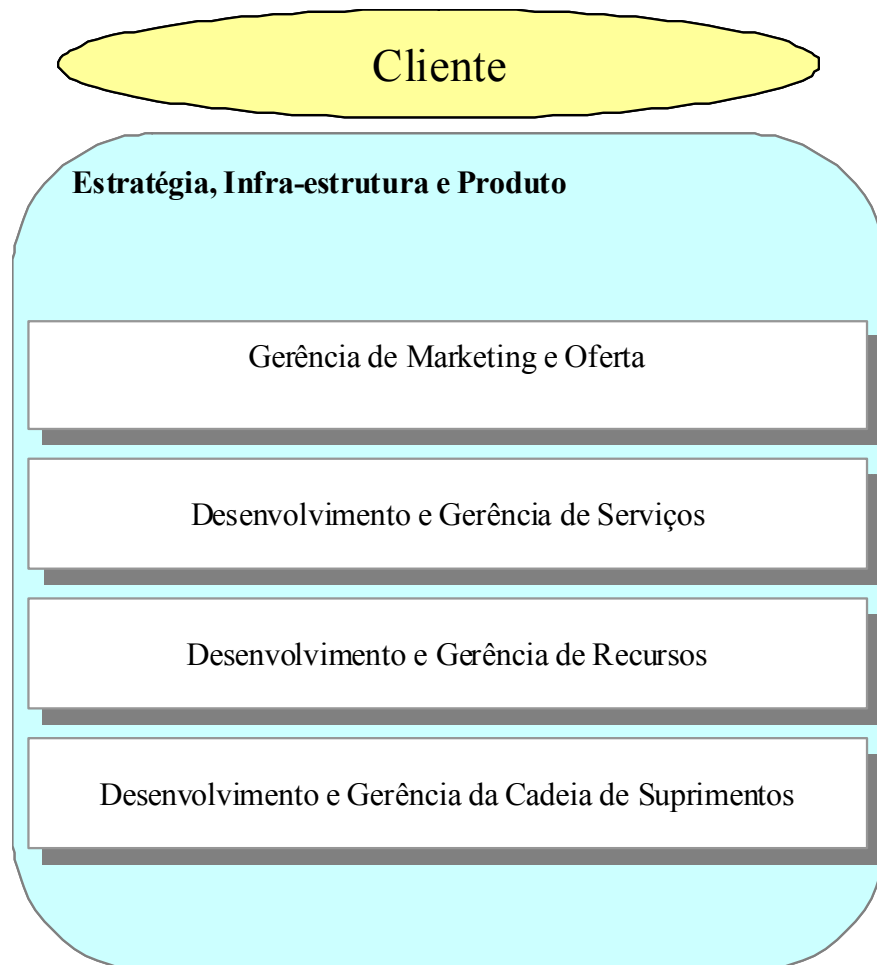 Cliente
Estratégia, Infra-estrutura e Produto
Gerência de Marketing e Oferta
Desenvolvimento e Gerência de Serviços
Desenvolvimento e Gerência de Recursos
Desenvolvimento e Gerência da Cadeia de Suprimentos